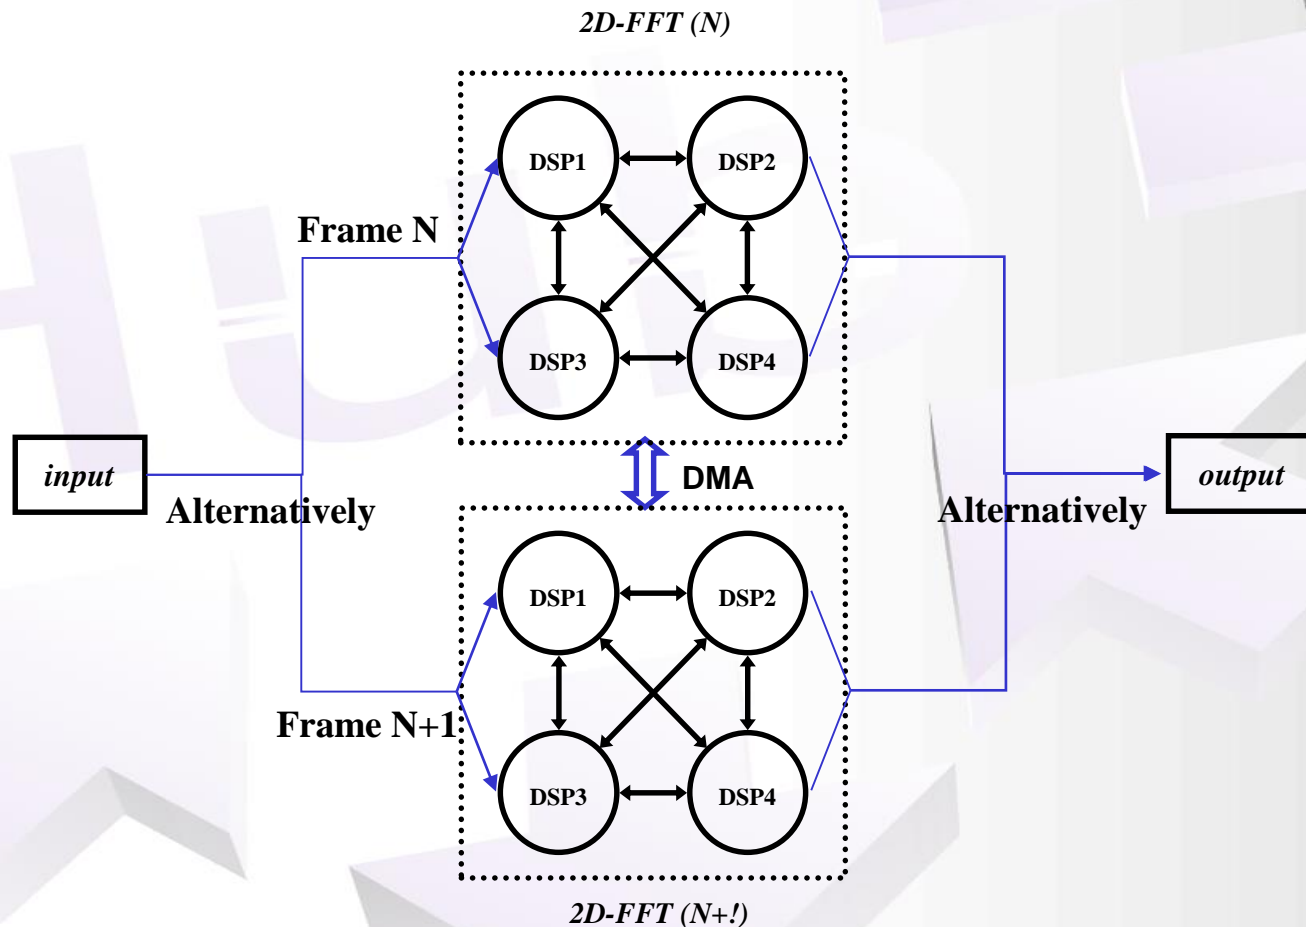 2D-FFT (N)
DSP1
DSP2
Frame N
DSP3
DSP4
input
DMA
output
Alternatively
Alternatively
DSP1
DSP2
Frame N+1
DSP3
DSP4
2D-FFT (N+!)